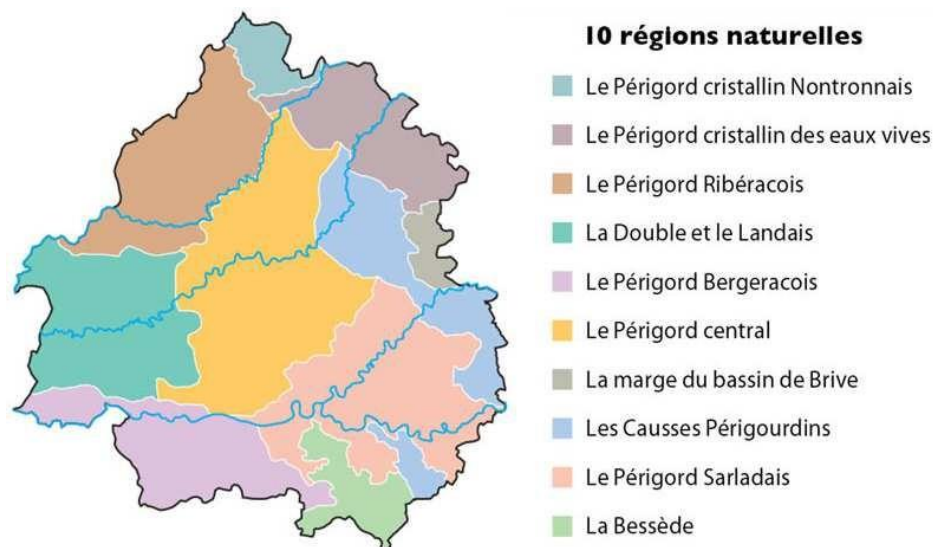 10 régions naturelles
Le Périgord cristallin Nontronnais
Le Périgord cristallin des eaux vives
Le Périgord Ribéracois
La Double et le Landais
Le Périgord Bergeracois
Le Périgord central
La marge du bassin de Brive
Les Causses Périgourdins
Le Périgord Sarladais
La Bessède